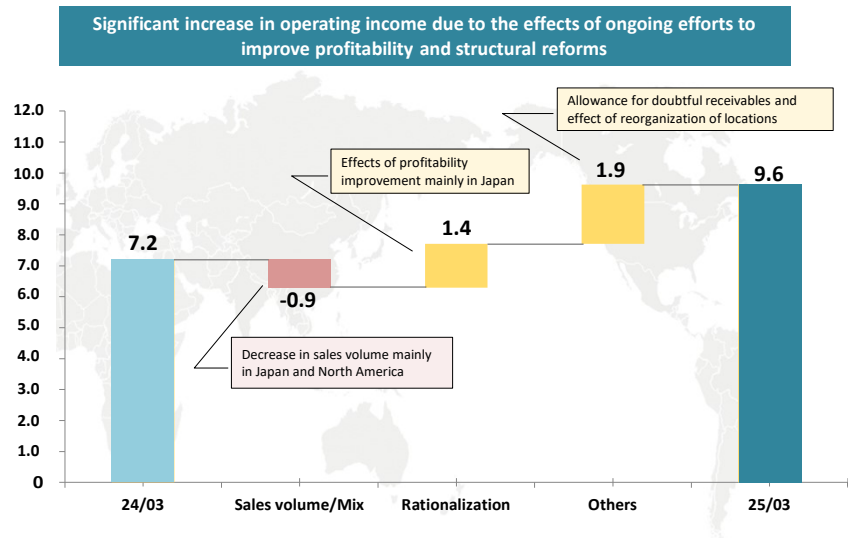 Significant increase in operating income due to the effects of ongoing efforts to
improve profitability and structural reforms
Allowance for doubtful receivables and
effect of reorganization of locations
Effects of profitability
improvement mainly in Japan
12.0
11.0
10.0
9.0
8.0
7.0
6.0
5.0
4.0
3.0
2.0
1.0
0
7.2
-0.9
1.4
1.9
9.6
Decrease in sales volume mainly
in Japan and North America
24/03
Sales volume/Mix
Rationalization
Others
25/03